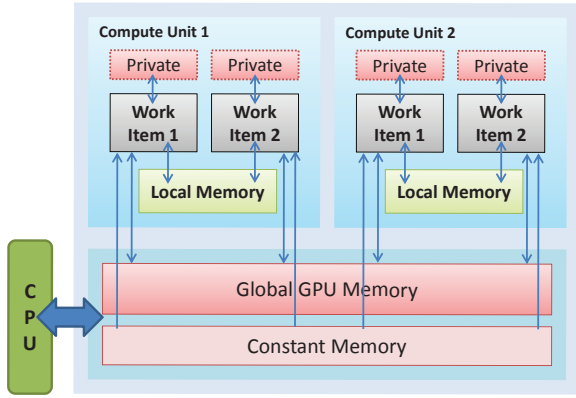 Compute Unit 1
Compute Unit 2
Private
Private
Private
Private
Work
Item 1
Work
Item 2
Work
Item 1
Work
Item 2
Local Memory
Local Memory
C
P
U
Global GPU Memory
Constant Memory